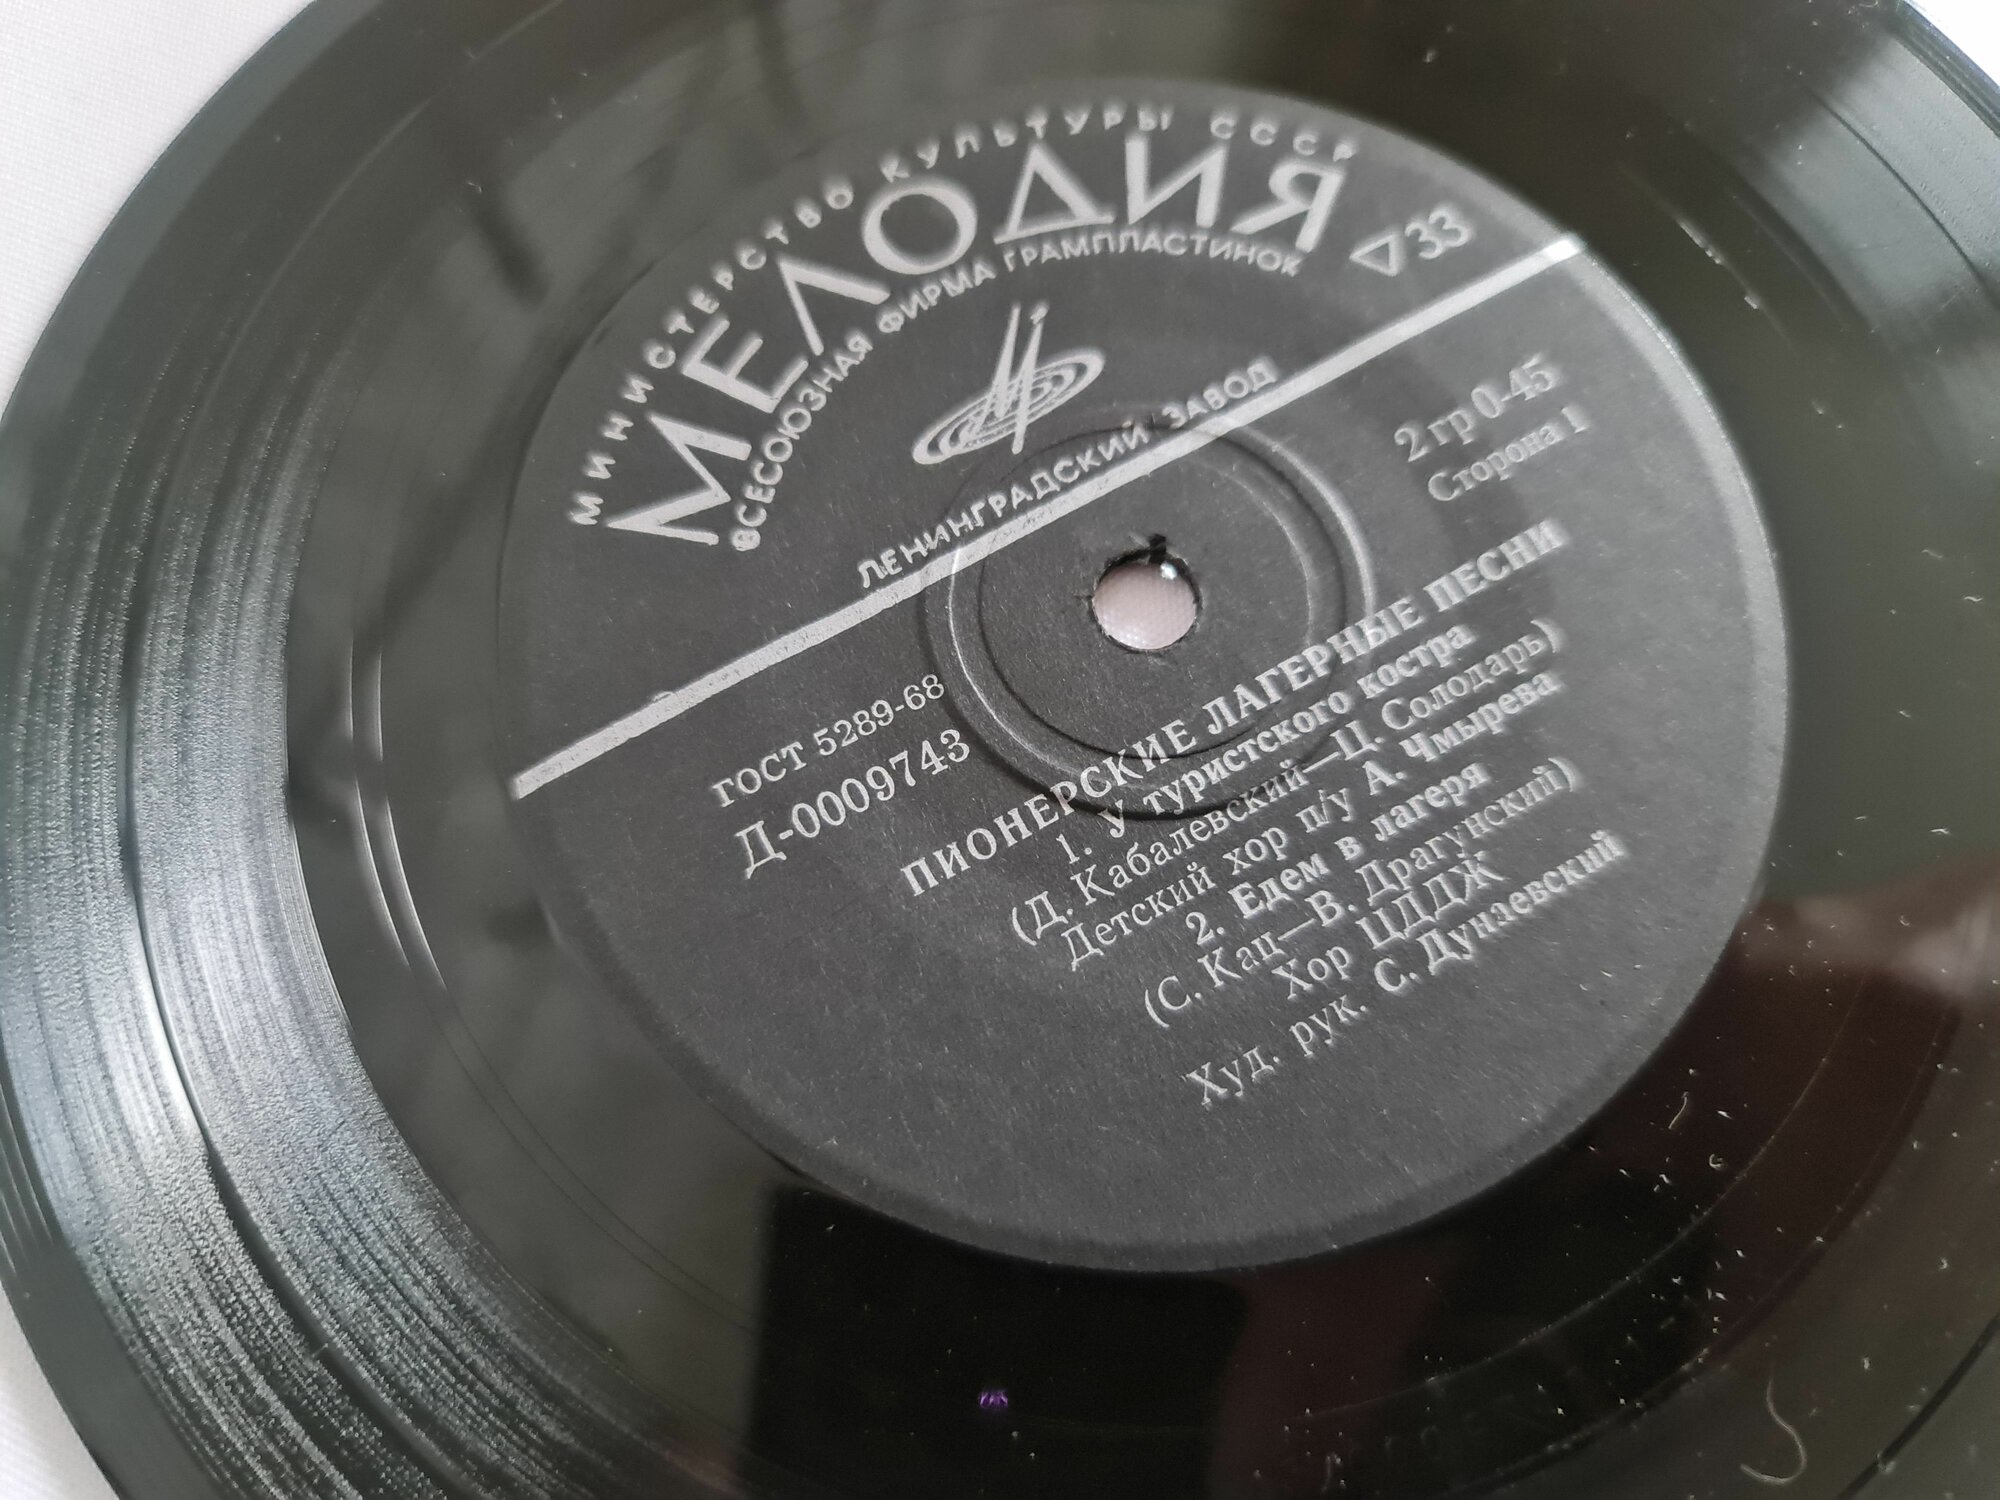 МИНИСТЕРСТВО КУЛЬТУРЫ СССР
МЕЛОДИЯ
ВСЕСОЮЗНАЯ ФИРМА ГРАМПЛАСТИНОК
▽33
ЛЕНИНГРАДСКИЙ ЗАВОД
ГОСТ 5289-68
Д-0009743
2 гр 0-45
Сторона 1
ПИОНЕРСКИЕ ЛАГЕРНЫЕ ПЕСНИ
1. У туристского костра
(Д. Кабалевский—Ц. Солодарь)
Детский хор п/у А. Чмырева
2. Едем в лагеря
(С. Кац—В. Драгунский)
Хор ЦДДЖ
Худ. рук. С. Дунаевский